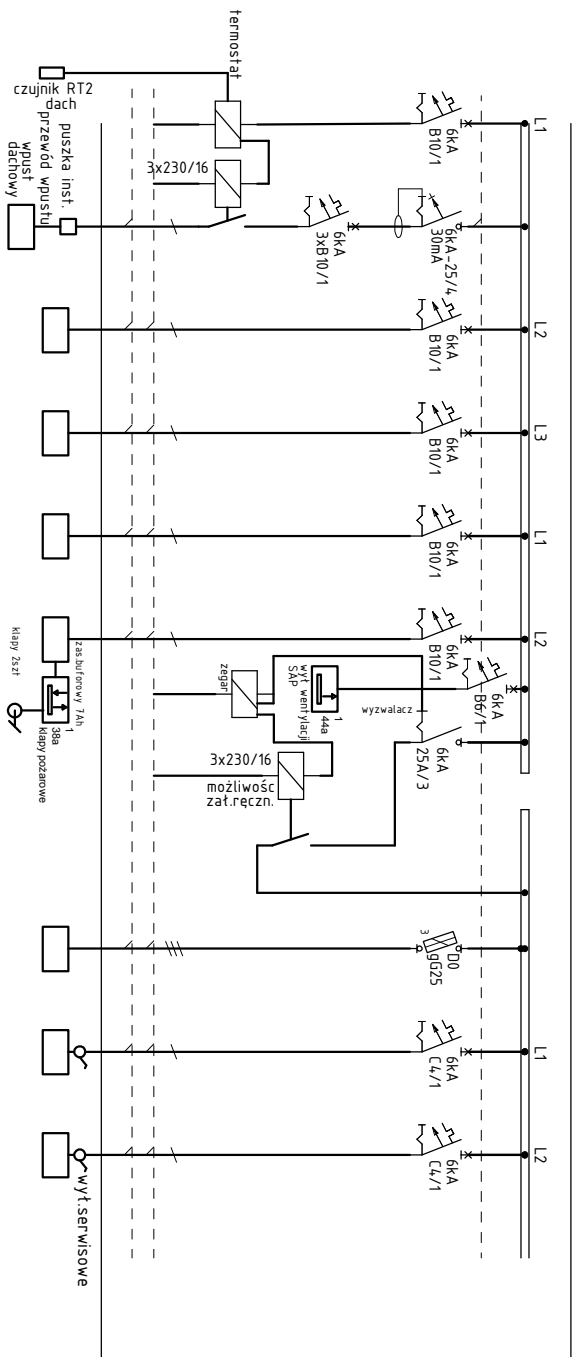 termostat
czujnik RT2
dach
puszka inst.
przewód wpustu
wpust
dachowy
3x230/16
6kA
B10/1
L1
6kA
3xB10/1
6kA-25/4
30mA
6kA
B10/1
L2
6kA
B10/1
L3
6kA
B10/1
L1
6kA
B10/1
L2
zas.buforowy 7Ah
klapy 2szt
1
38a
klapy pożarowe
zegar
wył wentylacji
SAP
1
44a
6kA
B6/1
wyzwalacz
6kA
25A/3
3x230/16
możliwośc
zał.ręczn.
3
D0
gG25
6kA
C4/1
L1
6kA
C4/1
L2
wył.serwisowe